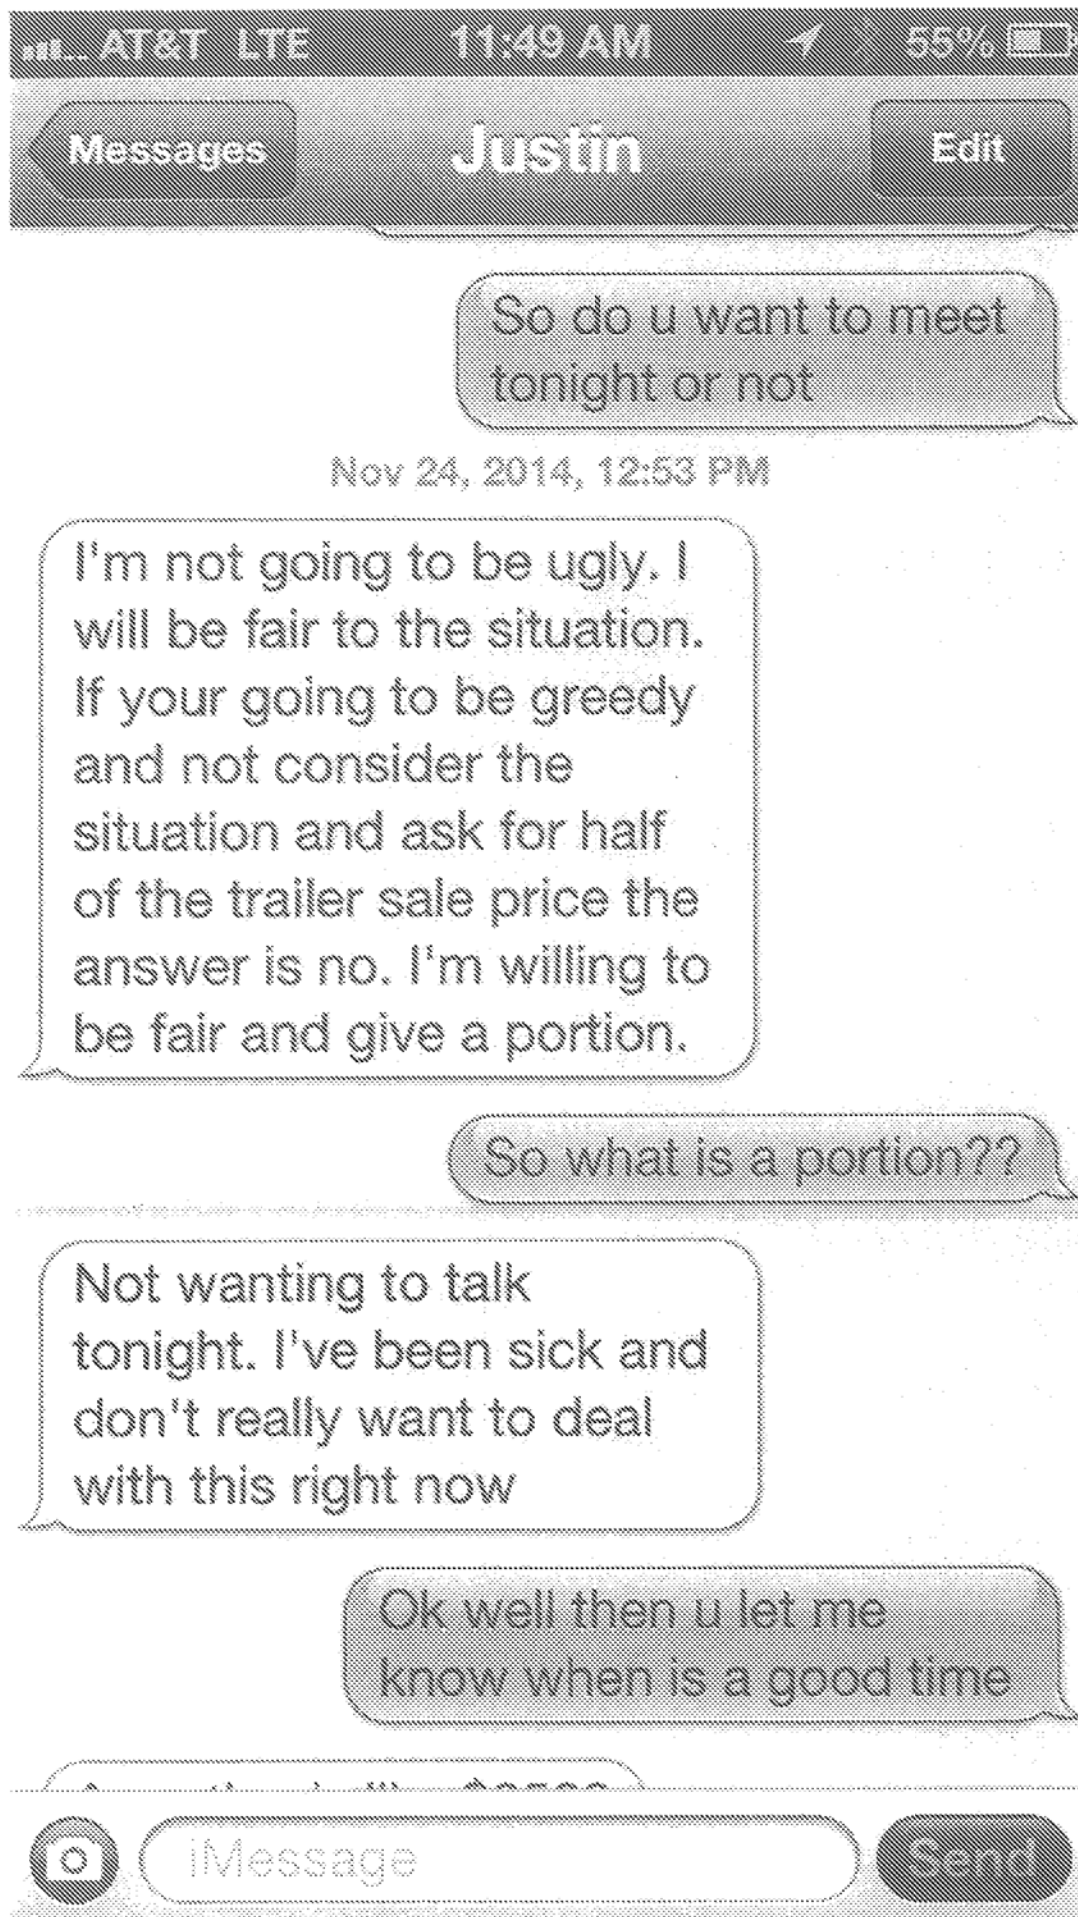 AT&T LTE 11:49 AM 55%
Messages Justin Edit
So do u want to meet
tonight or not
Nov 24, 2014, 12:53 PM
I'm not going to be ugly. I
will be fair to the situation.
If your going to be greedy
and not consider the
situation and ask for half
of the trailer sale price the
answer is no. I'm willing to
be fair and give a portion.
So what is a portion??
Not wanting to talk
tonight. I've been sick and
don't really want to deal
with this right now
Ok well then u let me
know when is a good time
iMessage Send